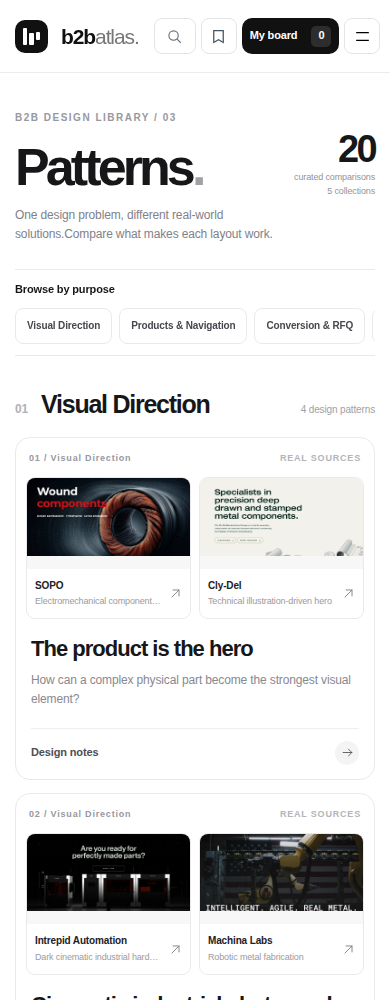 b2batlas.
My board 0
B2B DESIGN LIBRARY / 03
Patterns.
20
curated comparisons
5 collections
One design problem, different real-world
solutions.Compare what makes each layout work.
Browse by purpose
Visual Direction
Products & Navigation
Conversion & RFQ
01 Visual Direction
4 design patterns
01 / Visual Direction
REAL SOURCES
Wound
components
Specialists in
precision deep
drawn and stamped
metal components.
SOPO
Electromechanical component…
Cly-Del
Technical illustration-driven hero
The product is the hero
How can a complex physical part become the strongest visual
element?
Design notes
02 / Visual Direction
REAL SOURCES
Are you ready for
perfectly made parts?
INTELLIGENT. AGILE. REAL METAL.
Intrepid Automation
Dark cinematic industrial hard…
Machina Labs
Robotic metal fabrication